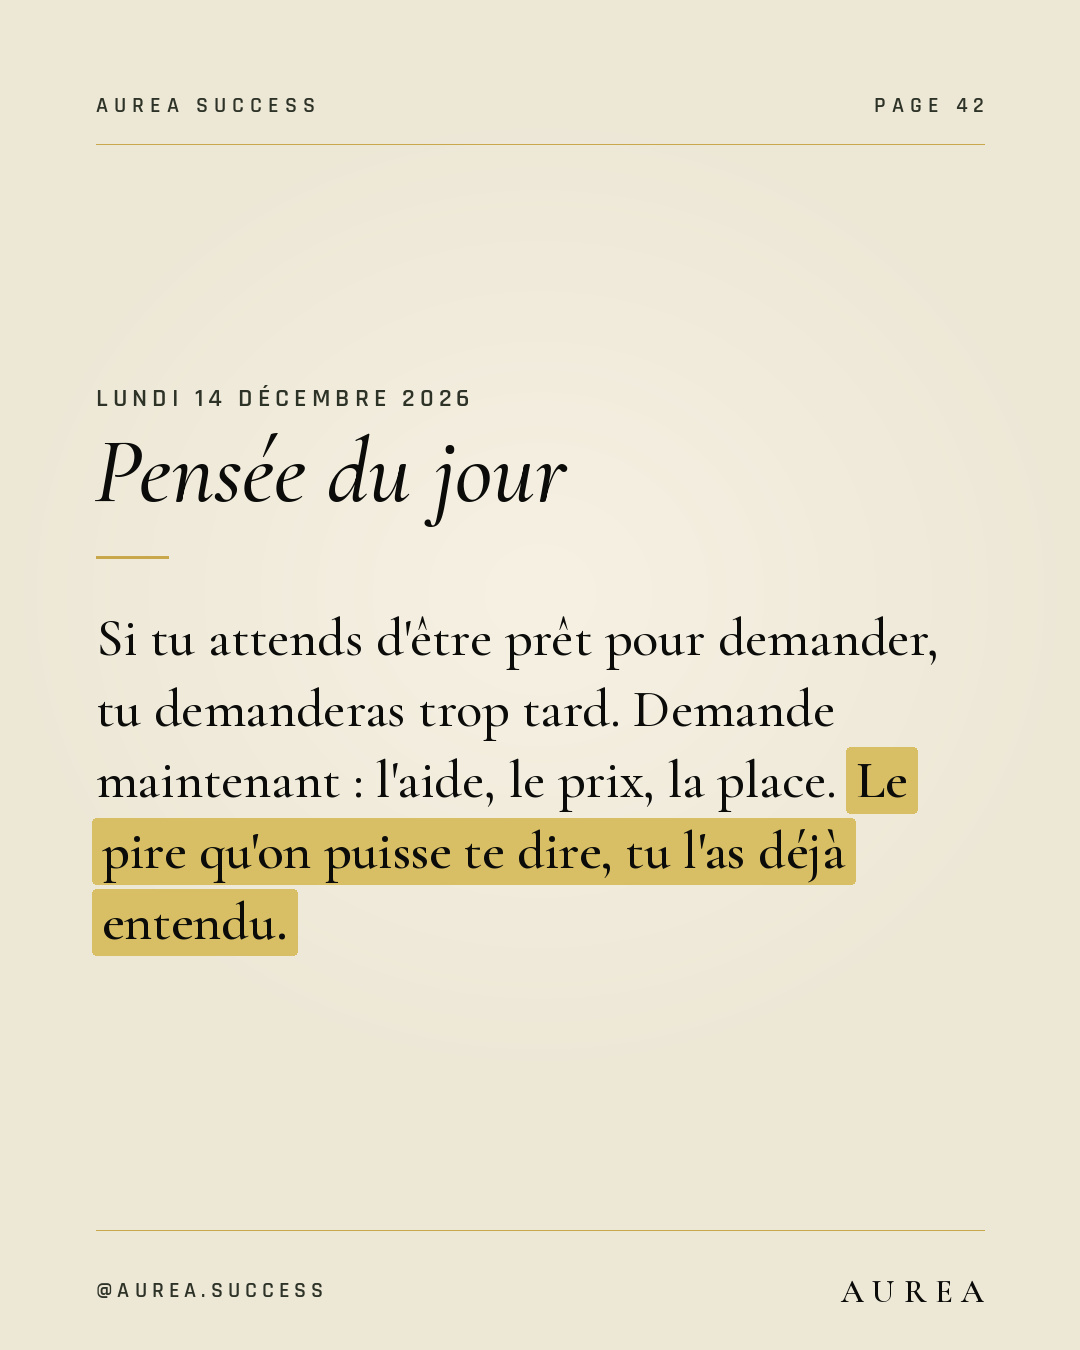 AUREA SUCCESS
PAGE 42
LUNDI 14 DÉCEMBRE 2026
Pensée du jour
Si tu attends d'être prêt pour demander,
tu demanderas trop tard. Demande
maintenant : l'aide, le prix, la place. Le
pire qu'on puisse te dire, tu l'as déjà
entendu.
@AUREA.SUCCESS
AUREA